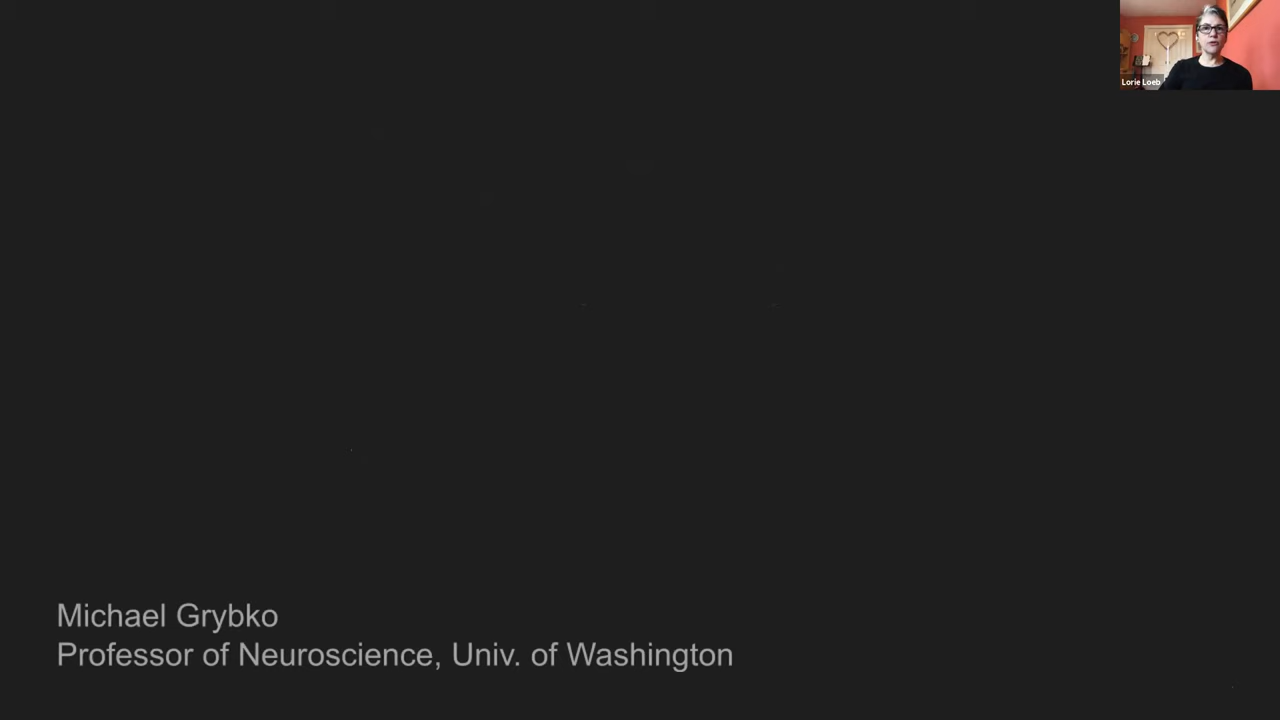 Lorie Loeb
Michael Grybko
Professor of Neuroscience, Univ. of Washington